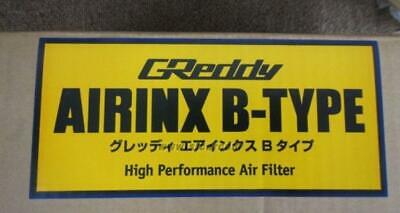 GReddy
AIRINX B-TYPE
グレッディ エアインクス B タイプ
High Performance Air Filter